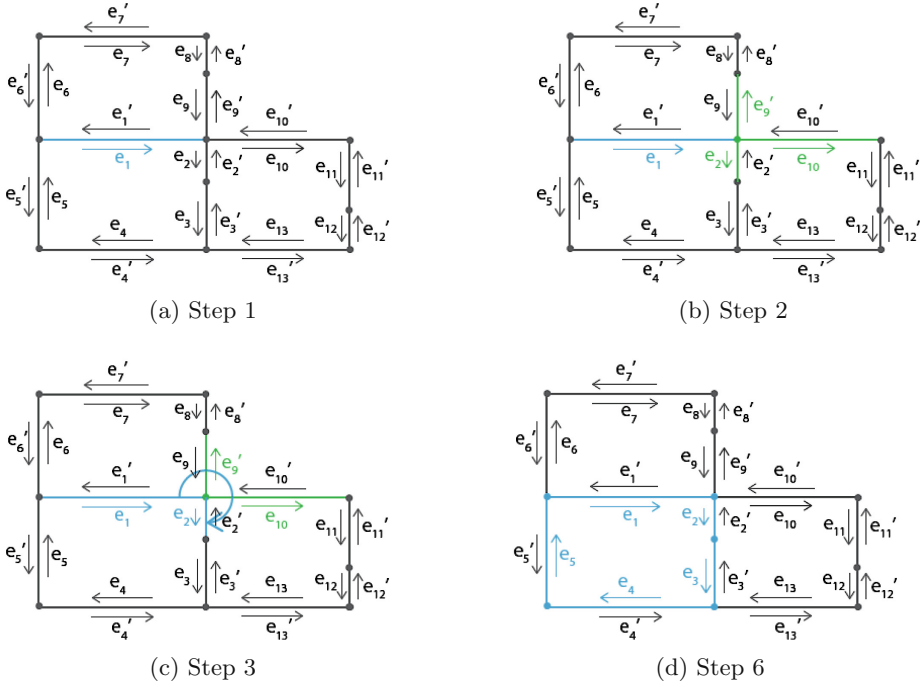 e₇′
e₇ e₈ e₈′
e₆′ e₆ e₉ e₉′
e₁′ e₁₀′
e₁ e₂ e₂′ e₁₀ e₁₁ e₁₁′
e₅′ e₅ e₃ e₃′ e₁₂ e₁₂′
e₄ e₁₃
e₄′ e₁₃′
(a) Step 1
e₇′
e₇ e₈ e₈′
e₆′ e₆ e₉ e₉′
e₁′ e₁₀′
e₁ e₂ e₂′ e₁₀ e₁₁ e₁₁′
e₅′ e₅ e₃ e₃′ e₁₂ e₁₂′
e₄ e₁₃
e₄′ e₁₃′
(b) Step 2
e₇′
e₇ e₈ e₈′
e₆′ e₆ e₉ e₉′
e₁′ e₁₀′
e₁ e₂ e₂′ e₁₀ e₁₁ e₁₁′
e₅′ e₅ e₃ e₃′ e₁₂ e₁₂′
e₄ e₁₃
e₄′ e₁₃′
(c) Step 3
e₇′
e₇ e₈ e₈′
e₆′ e₆ e₉ e₉′
e₁′ e₁₀′
e₁ e₂ e₂′ e₁₀ e₁₁ e₁₁′
e₅′ e₅ e₃ e₃′ e₁₂ e₁₂′
e₄ e₁₃
e₄′ e₁₃′
(d) Step 6